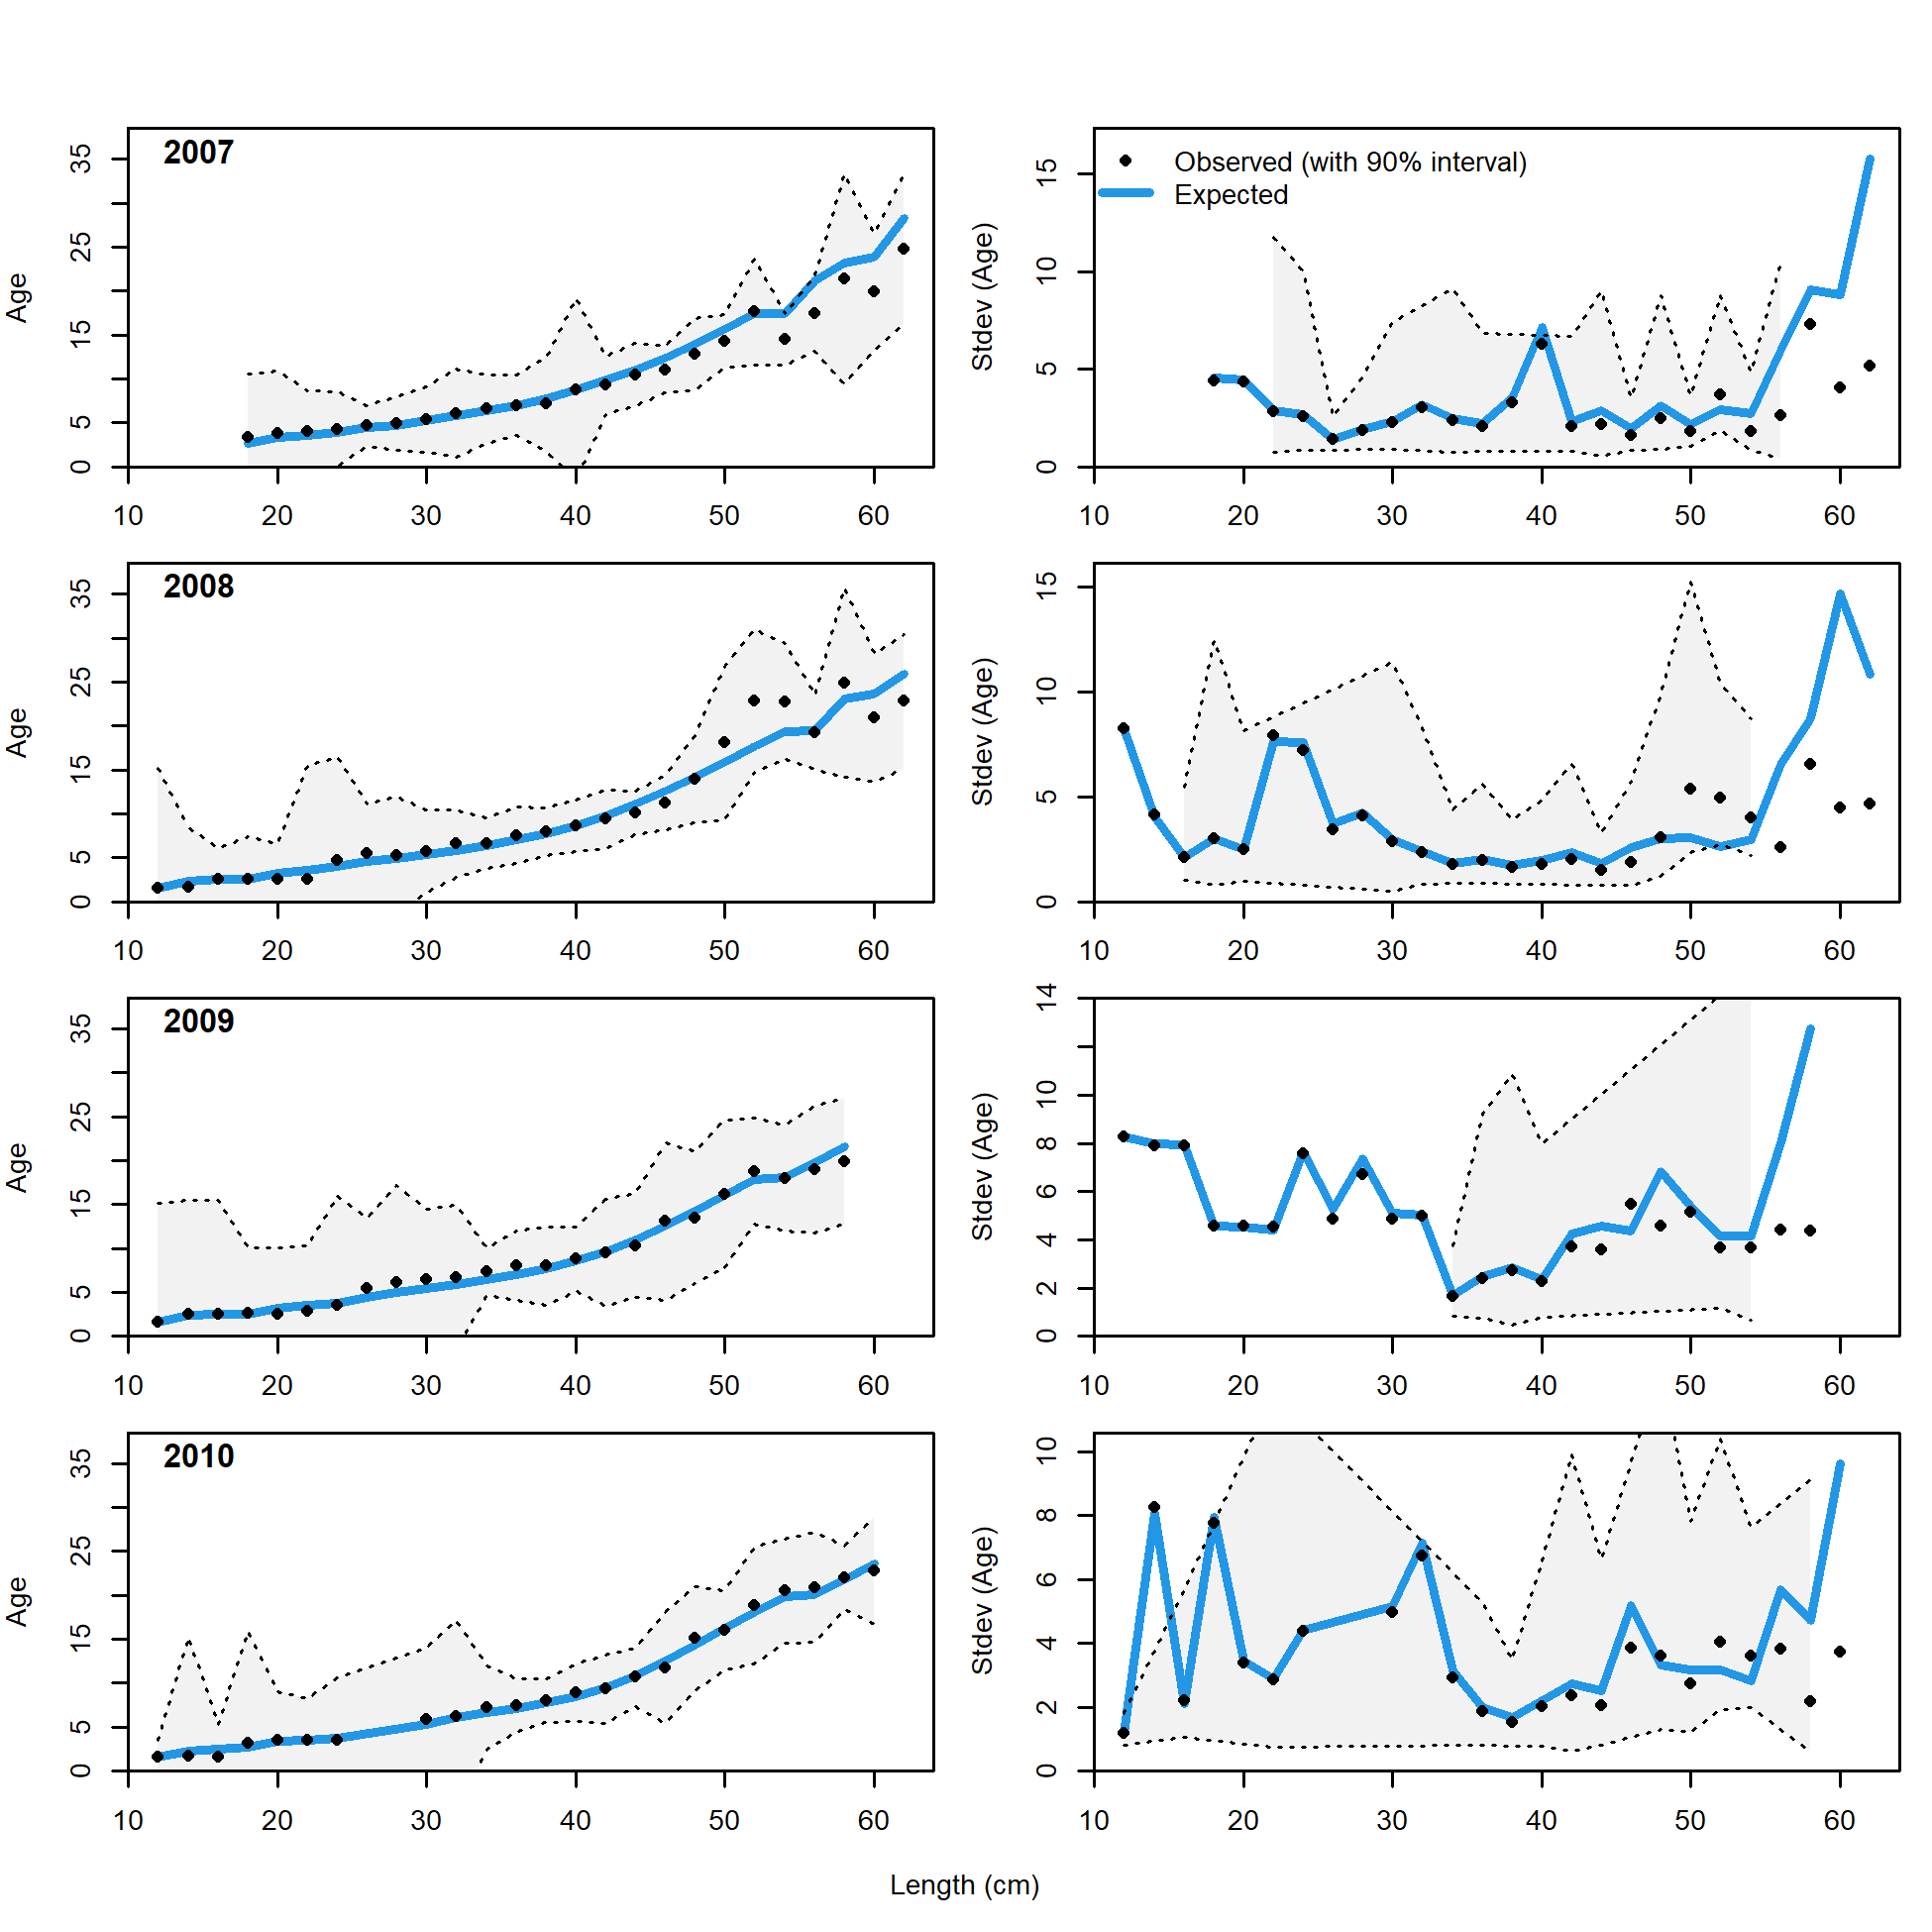 2007
Age
0 5 15 25 35
10 20 30 40 50 60
Observed (with 90% interval)
Expected
Stdev (Age)
0 5 10 15
10 20 30 40 50 60
2008
Age
0 5 15 25 35
10 20 30 40 50 60
Stdev (Age)
0 5 10 15
10 20 30 40 50 60
2009
Age
0 5 15 25 35
10 20 30 40 50 60
Stdev (Age)
0 2 4 6 8 10 14
10 20 30 40 50 60
2010
Age
0 5 15 25 35
10 20 30 40 50 60
Stdev (Age)
0 2 4 6 8 10
10 20 30 40 50 60
Length (cm)